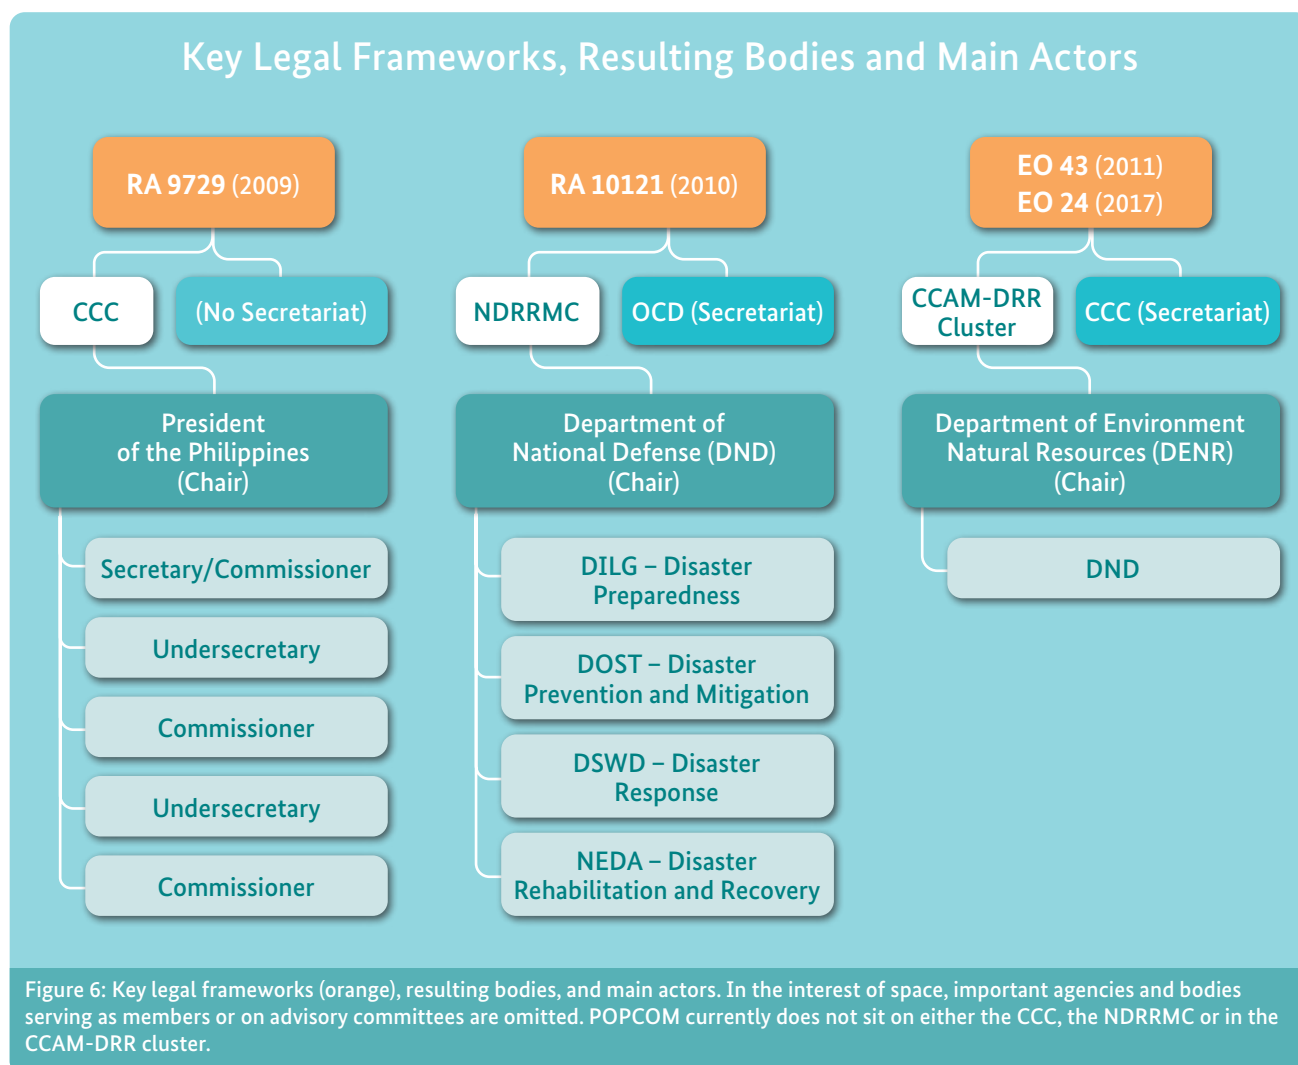 Key Legal Frameworks, Resulting Bodies and Main Actors
RA 9729 (2009)
CCC
(No Secretariat)
President
of the Philippines
(Chair)
Secretary/Commissioner
Undersecretary
Commissioner
Undersecretary
Commissioner
RA 10121 (2010)
NDRRMC
OCD (Secretariat)
Department of
National Defense (DND)
(Chair)
DILG – Disaster
Preparedness
DOST – Disaster
Prevention and Mitigation
DSWD – Disaster
Response
NEDA – Disaster
Rehabilitation and Recovery
EO 43 (2011)
EO 24 (2017)
CCAM-DRR
Cluster
CCC (Secretariat)
Department of Environment
Natural Resources (DENR)
(Chair)
DND
Figure 6: Key legal frameworks (orange), resulting bodies, and main actors. In the interest of space, important agencies and bodies
serving as members or on advisory committees are omitted. POPCOM currently does not sit on either the CCC, the NDRRMC or in the
CCAM-DRR cluster.